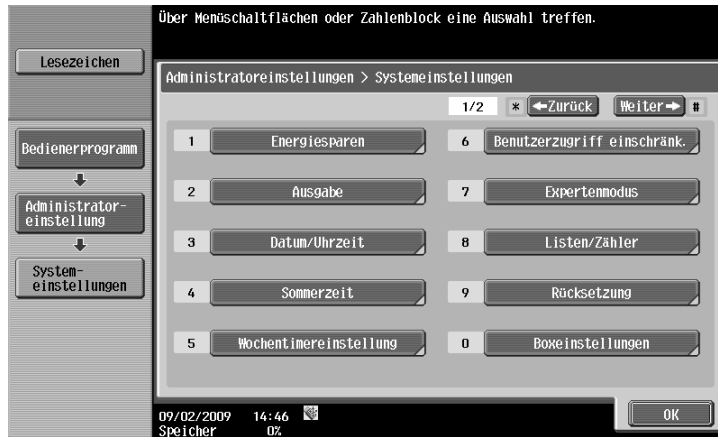 Über Menüschaltflächen oder Zahlenblock eine Auswahl treffen.
Lesezeichen
Administratoreinstellungen > Systemeinstellungen
1/2 * ←Zurück Weiter→ #
Bedienerprogramm
Administrator-
einstellung
System-
einstellungen
1 Energiesparen
2 Ausgabe
3 Datum/Uhrzeit
4 Sommerzeit
5 Wochentimereinstellung
6 Benutzerzugriff einschränk.
7 Expertenmodus
8 Listen/Zähler
9 Rücksetzung
0 Boxeinstellungen
09/02/2009 14:46
Speicher 0%
OK